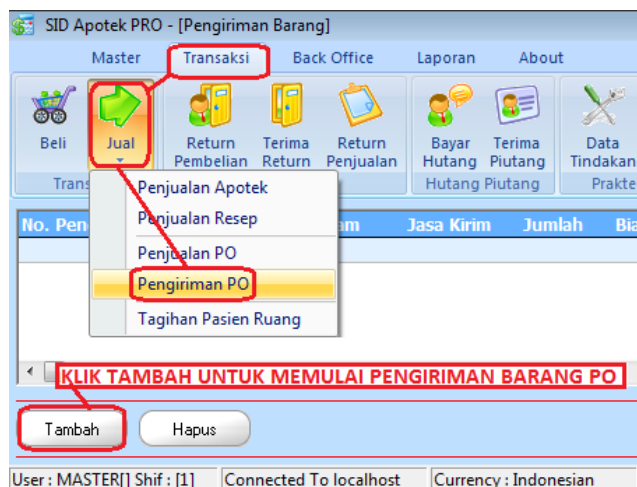 SID Apotek PRO - [Pengiriman Barang]
Master Transaksi Back Office Laporan About
Beli Jual Return Pembelian Terima Return Return Penjualan Bayar Hutang Terima Piutang Data Tindakan
Trans Hutang Piutang Prakte
Penjualan Apotek
No. Pen am Jasa Kirim Jumlah Bia
Penjualan Resep
Penjualan PO
Pengiriman PO
Tagihan Pasien Ruang
KLIK TAMBAH UNTUK MEMULAI PENGIRIMAN BARANG PO
Tambah Hapus
User : MASTER[] Shif : [1] Connected To localhost Currency : Indonesian